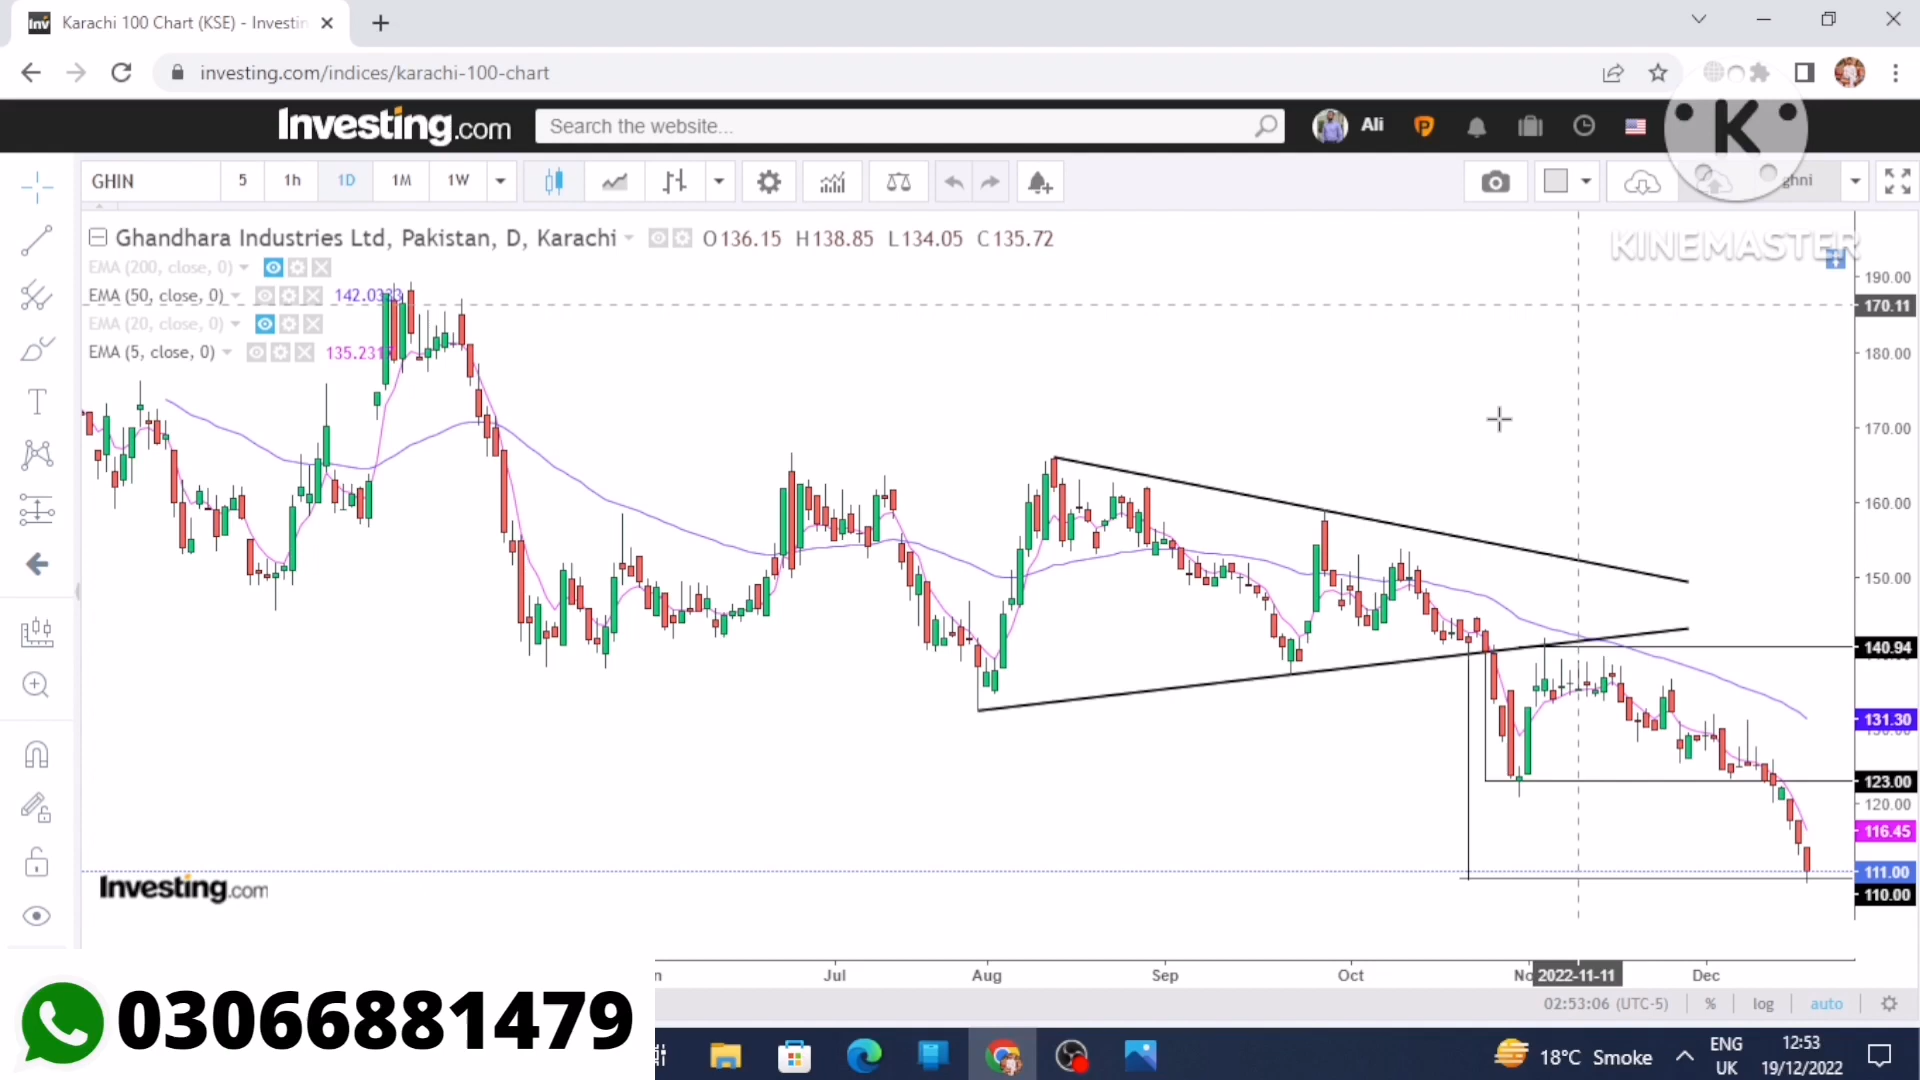 Karachi 100 Chart (KSE) - Investin
investing.com/indices/karachi-100-chart
Investing.com
Search the website...
Ali
K
GHIN 5 1h 1D 1M 1W
ghni
Ghandhara Industries Ltd, Pakistan, D, Karachi O136.15 H138.85 L134.05 C135.72
KINEMASTER
EMA (200, close, 0)
EMA (50, close, 0) 142.0333
EMA (20, close, 0)
EMA (5, close, 0) 135.231
190.00
170.11
180.00
170.00
160.00
150.00
140.94
131.30
123.00
120.00
116.45
111.00
110.00
Investing.com
Jul Aug Sep Oct No 2022-11-11 Dec
02:53:06 (UTC-5) % log auto
03066881479
18°C Smoke
ENG
UK
12:53
19/12/2022